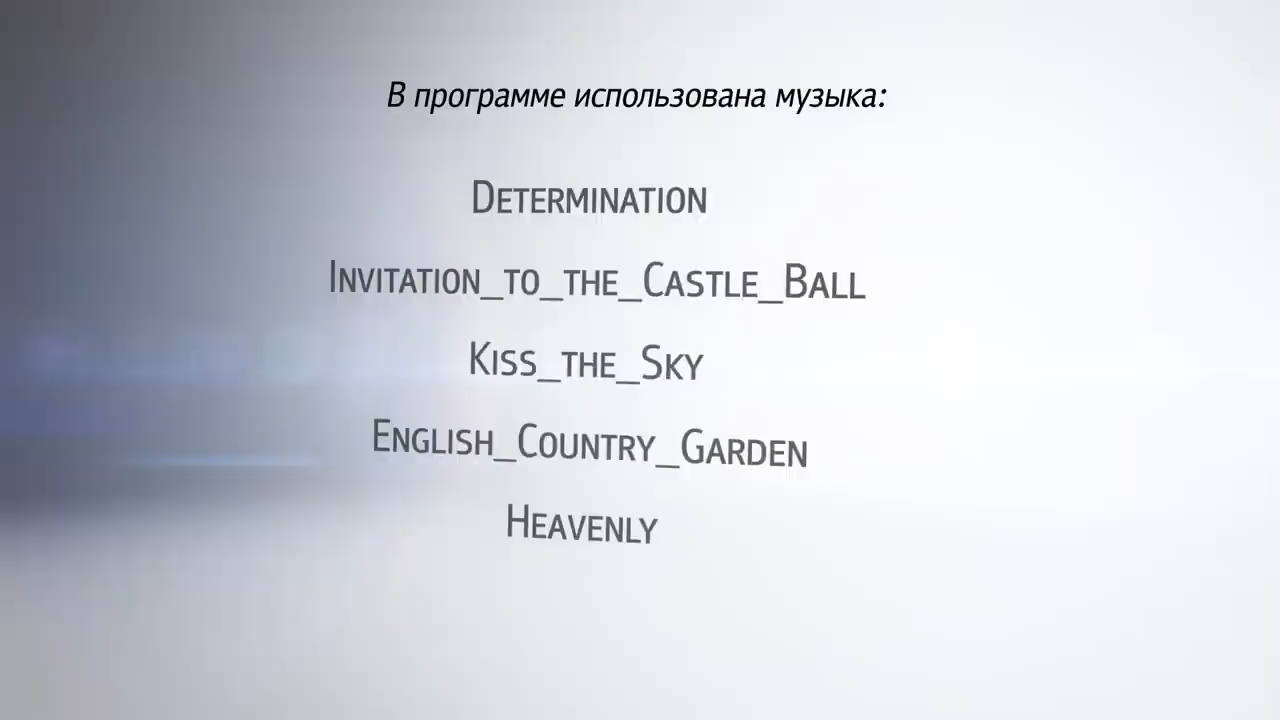 В программе использована музыка:
Determination
Invitation_to_the_Castle_Ball
Kiss_the_Sky
English_Country_Garden
Heavenly